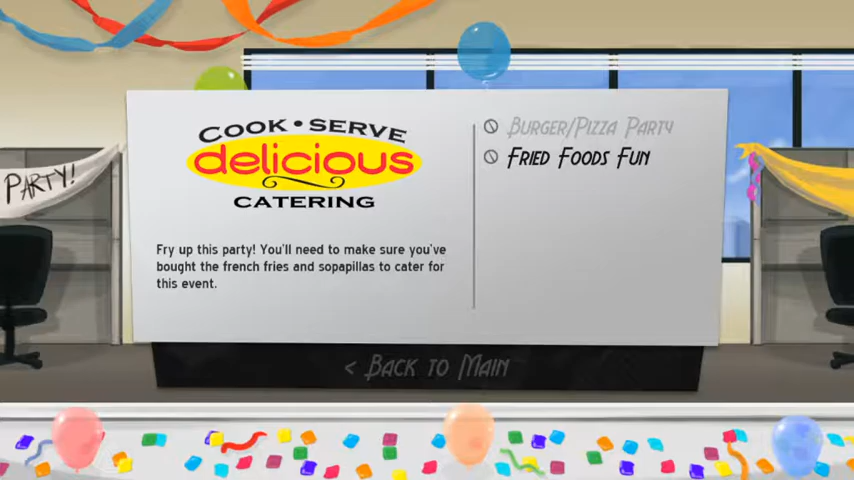 COOK • SERVE
delicious
CATERING
Fry up this party! You'll need to make sure you've
bought the french fries and sopapillas to cater for
this event.
Burger/Pizza Party
Fried Foods Fun
PARTY!
< Back to Main